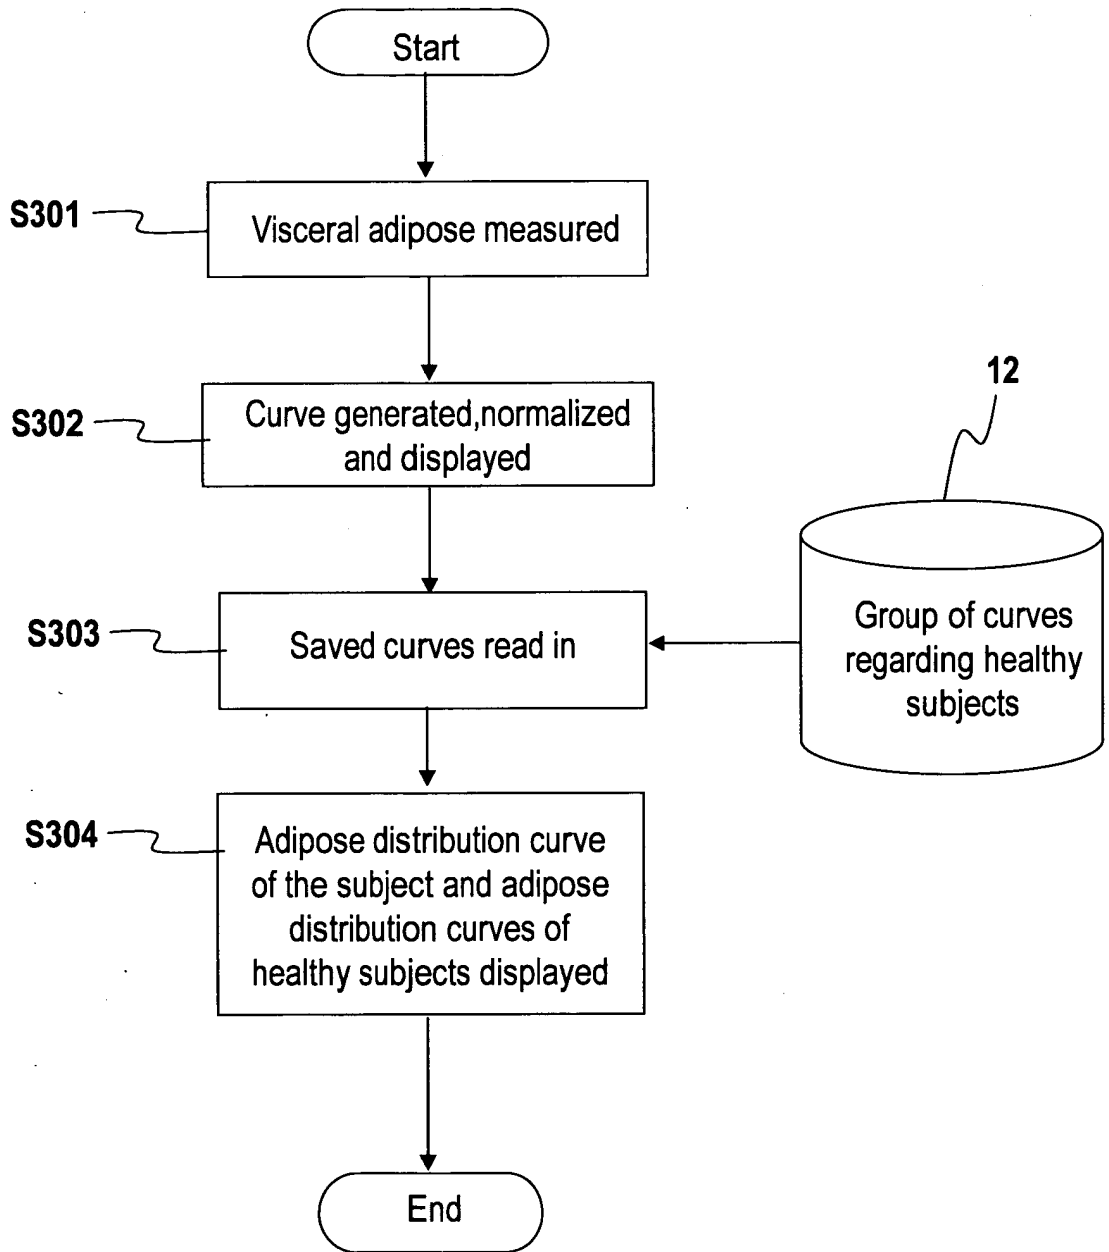 Start
S301
Visceral adipose measured
S302
Curve generated,normalized
and displayed
12
S303
Saved curves read in
Group of curves
regarding healthy
subjects
S304
Adipose distribution curve
of the subject and adipose
distribution curves of
healthy subjects displayed
End